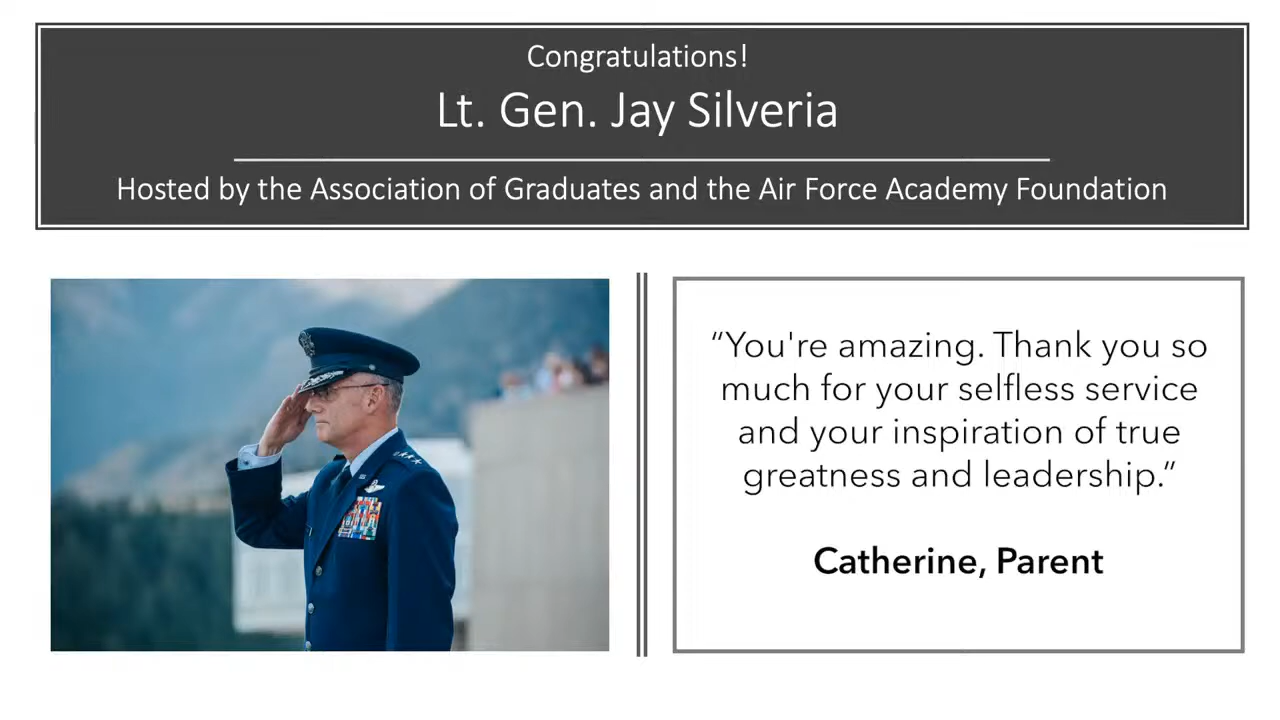 Congratulations!
Lt. Gen. Jay Silveria
Hosted by the Association of Graduates and the Air Force Academy Foundation
“You're amazing. Thank you so
much for your selfless service
and your inspiration of true
greatness and leadership.”
Catherine, Parent